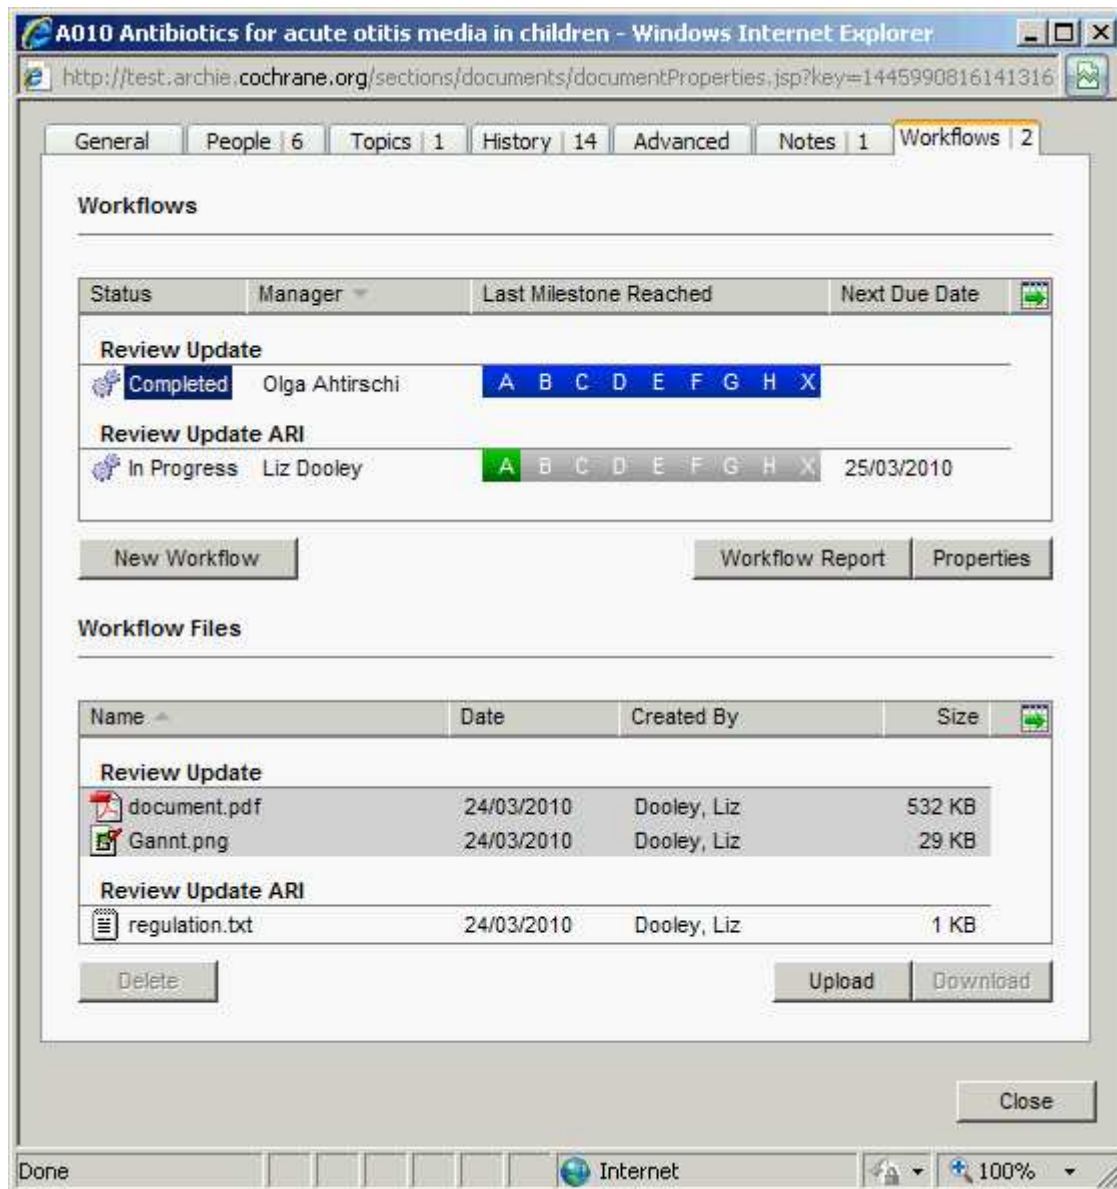 A010 Antibiotics for acute otitis media in children - Windows Internet Explorer
http://test.archie.cochrane.org/sections/documents/documentProperties.jsp?key=1445990816141316
General People | 6 Topics | 1 History | 14 Advanced Notes | 1 Workflows | 2
Workflows
Status Manager Last Milestone Reached Next Due Date
Review Update
Completed Olga Ahtirschi A B C D E F G H X
Review Update ARI
In Progress Liz Dooley A B C D E F G H X 25/03/2010
New Workflow Workflow Report Properties
Workflow Files
Name Date Created By Size
Review Update
document.pdf 24/03/2010 Dooley, Liz 532 KB
Gannt.png 24/03/2010 Dooley, Liz 29 KB
Review Update ARI
regulation.txt 24/03/2010 Dooley, Liz 1 KB
Delete Upload Download
Close
Done Internet 100%